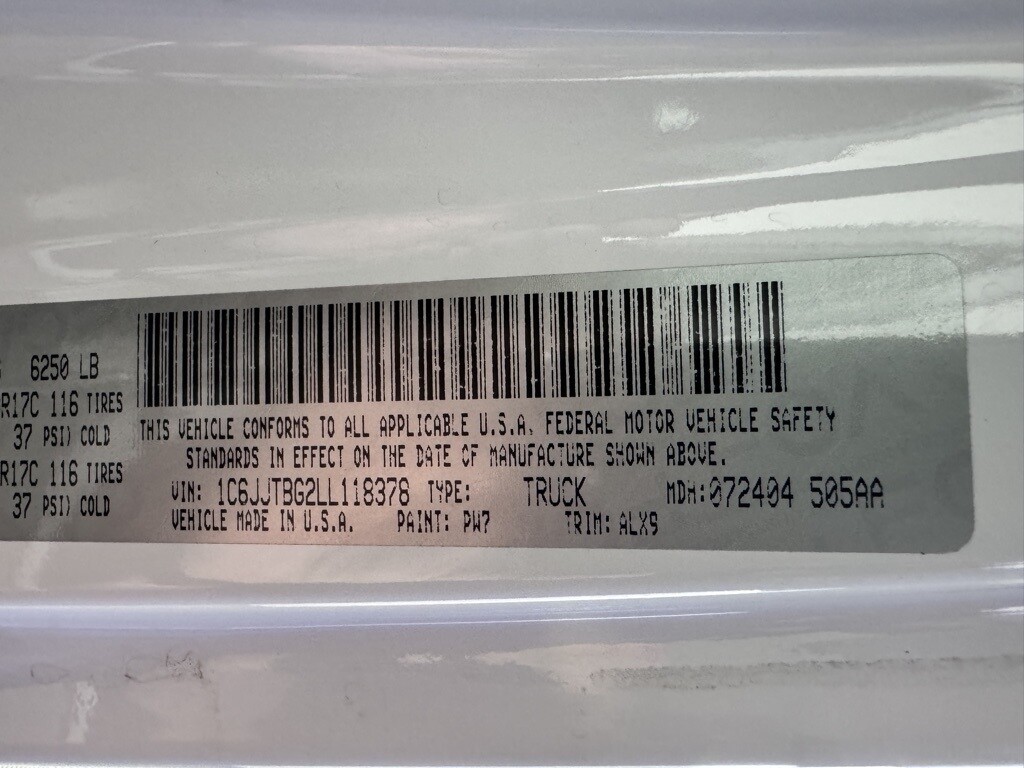 6250 LB
R17C 116 TIRES
37 PSI) COLD
R17C 116 TIRES
37 PSI) COLD
THIS VEHICLE CONFORMS TO ALL APPLICABLE U.S.A. FEDERAL MOTOR VEHICLE SAFETY
STANDARDS IN EFFECT ON THE DATE OF MANUFACTURE SHOWN ABOVE.
VIN: 1C6JJTBG2LL118378 TYPE: TRUCK MDH:072404 505AA
VEHICLE MADE IN U.S.A. PAINT: PW7 TRIM: ALX9